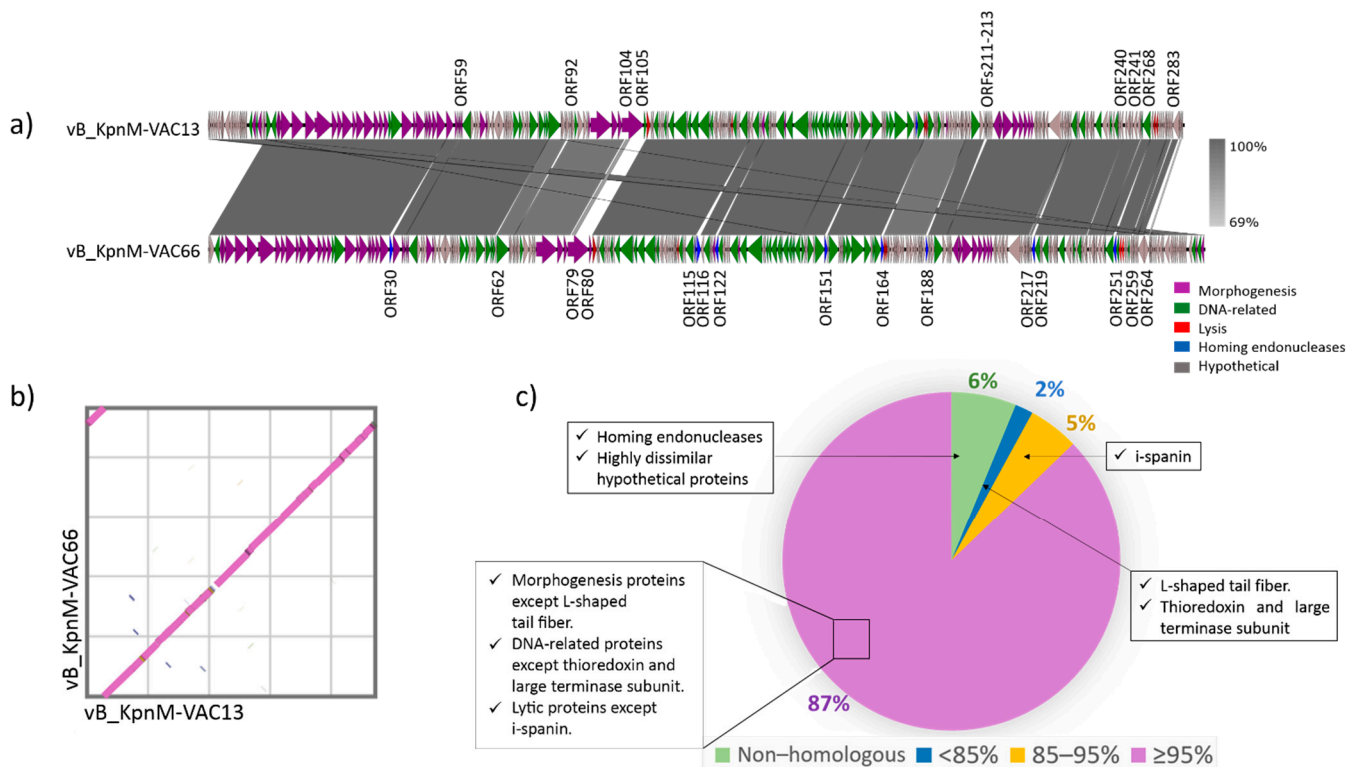 a)
vB_KpnM-VAC13
ORF59
ORF92
ORF104
ORF105
ORFs211-213
ORF240
ORF241
ORF268
ORF283
100%
69%
vB_KpnM-VAC66
ORF30
ORF62
ORF79
ORF80
ORF115
ORF116
ORF122
ORF151
ORF164
ORF188
ORF217
ORF219
ORF251
ORF259
ORF264
Morphogenesis
DNA-related
Lysis
Homing endonucleases
Hypothetical
b)
vB_KpnM-VAC66
vB_KpnM-VAC13
c)
6%
2%
5%
✓ Homing endonucleases
✓ Highly dissimilar
hypothetical proteins
✓ i-spanin
✓ L-shaped tail fiber.
✓ Thioredoxin and large
terminase subunit
✓ Morphogenesis proteins
except L-shaped
tail fiber.
✓ DNA-related proteins
except thioredoxin and
large terminase subunit.
✓ Lytic proteins except
i-spanin.
87%
Non–homologous
<85%
85–95%
≥95%